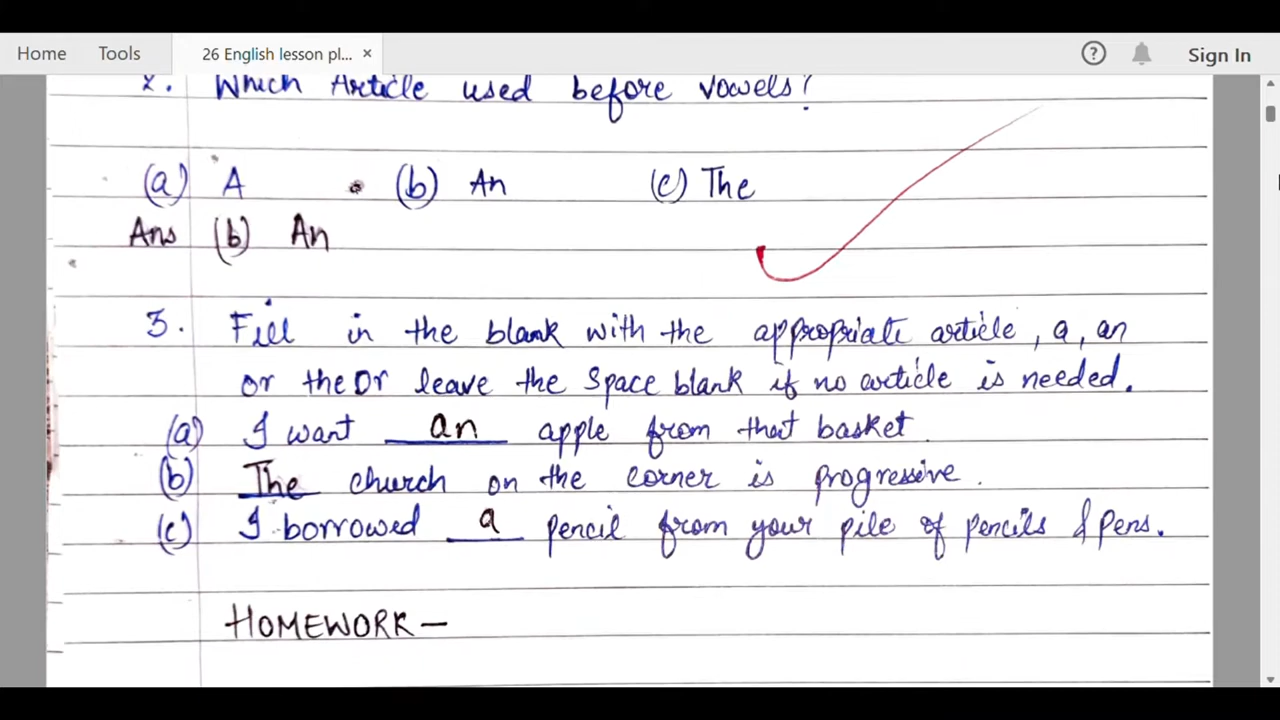 Home Tools 26 English lesson pl... × ? Sign In
2. Which Article used before vowels?
(a) A (b) An (c) The
Ans (b) An
3. Fill in the blank with the appropriate article, a, an
or the or leave the space blank if no article is needed.
(a) I want an apple from that basket.
(b) The church on the corner is progressive.
(c) I borrowed a pencil from your pile of pencils & pens.
HOMEWORK –